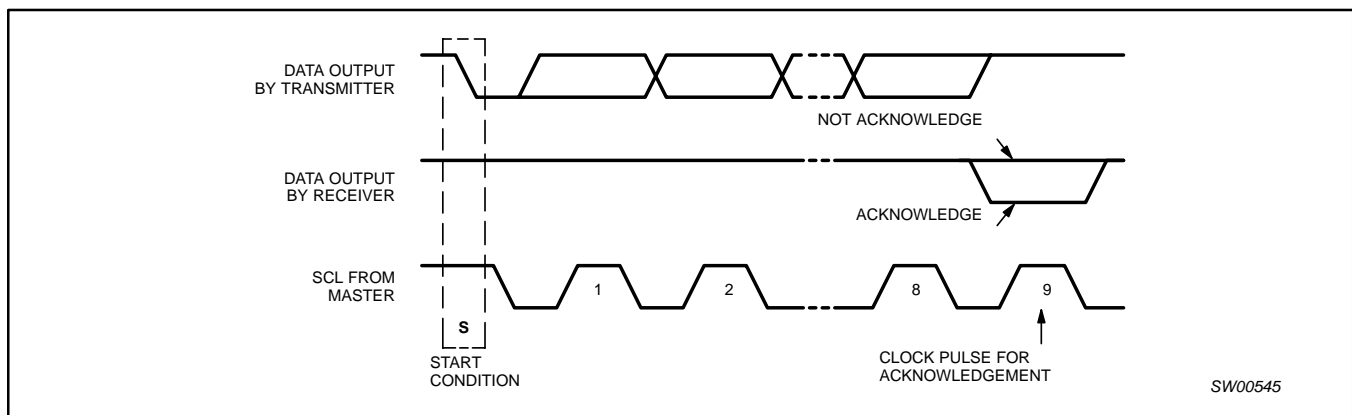 DATA OUTPUT
BY TRANSMITTER
NOT ACKNOWLEDGE
DATA OUTPUT
BY RECEIVER
ACKNOWLEDGE
SCL FROM
MASTER
1
2
8
9
S
START
CONDITION
CLOCK PULSE FOR
ACKNOWLEDGEMENT
SW00545